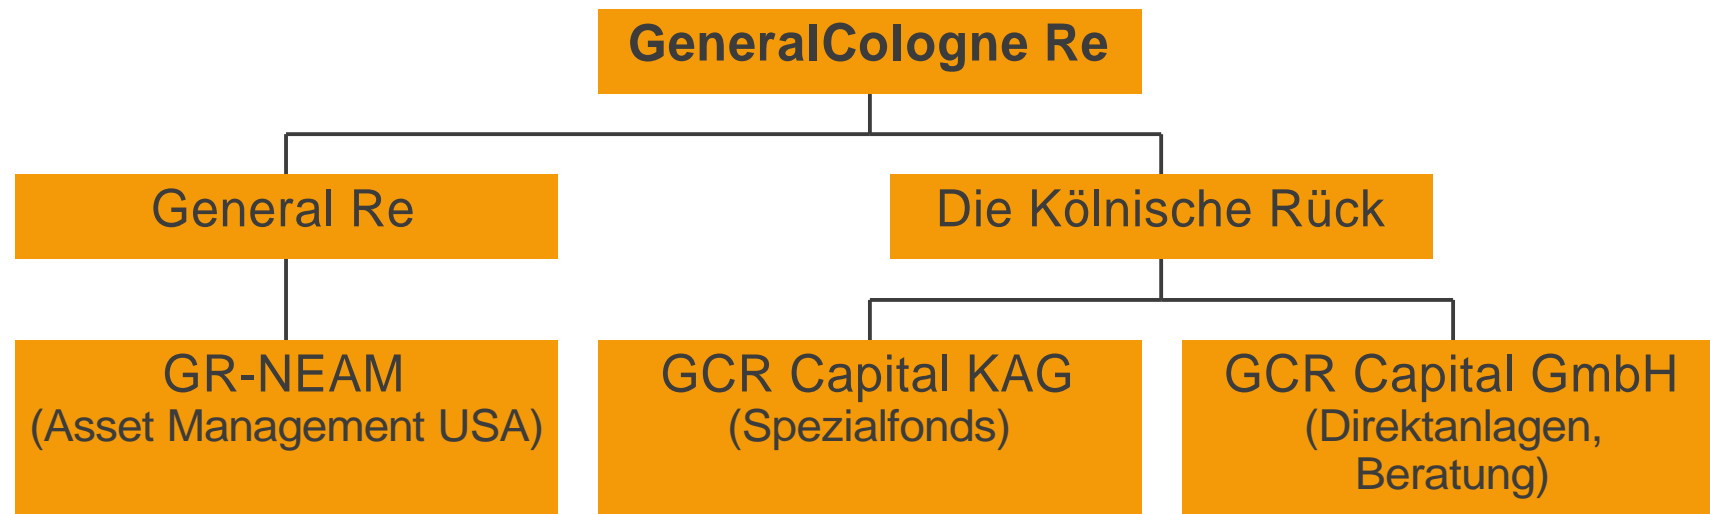 GeneralCologne Re
General Re
Die Kölnische Rück
GR-NEAM
(Asset Management USA)
GCR Capital KAG
(Spezialfonds)
GCR Capital GmbH
(Direktanlagen,
Beratung)